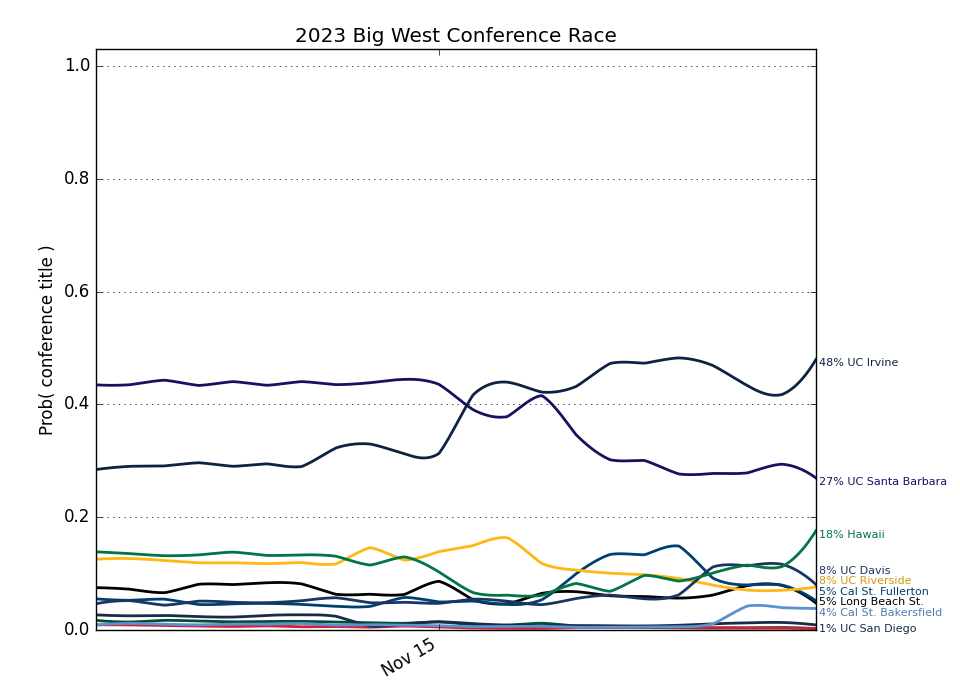 2023 Big West Conference Race
Prob( conference title )
1.0
0.8
0.6
0.4
0.2
0.0
Nov 15
48% UC Irvine
27% UC Santa Barbara
18% Hawaii
8% UC Davis
8% UC Riverside
5% Cal St. Fullerton
5% Long Beach St.
4% Cal St. Bakersfield
1% UC San Diego